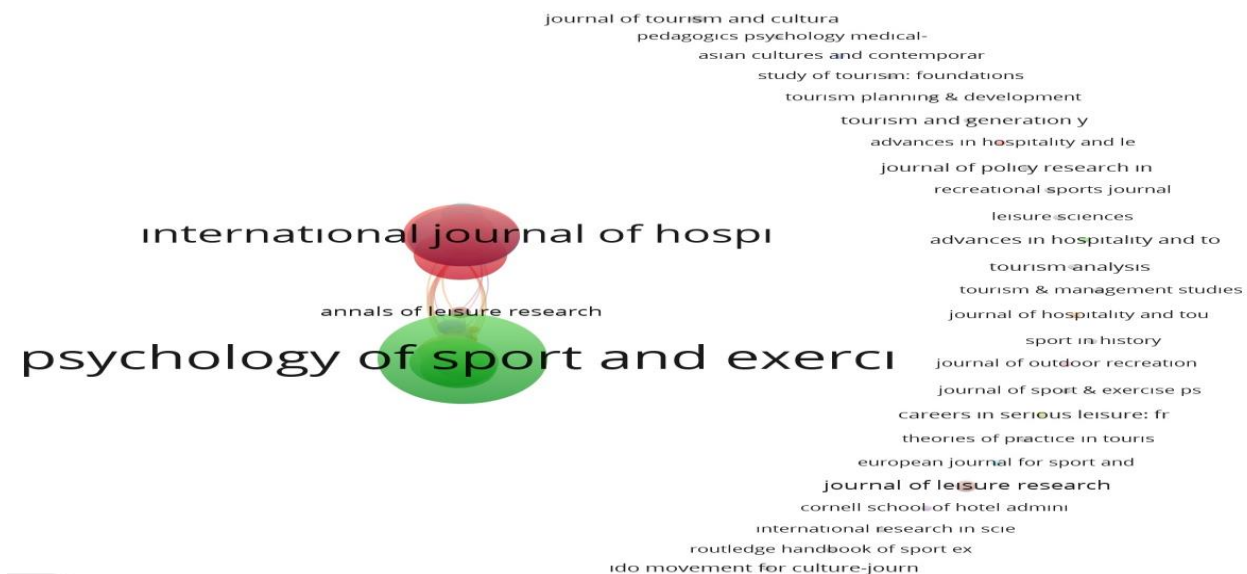 journal of tourism and cultura
pedagogics psychology medical-
asian cultures and contemporar
study of tourism: foundations
tourism planning & development
tourism and generation y
advances in hospitality and le
journal of policy research in
recreational sports journal
leisure sciences
international journal of hospi
advances in hospitality and to
tourism analysis
tourism & management studies
annals of leisure research
journal of hospitality and tou
sport in history
psychology of sport and exerci
journal of outdoor recreation
journal of sport & exercise ps
careers in serious leisure: fr
theories of practice in touris
european journal for sport and
journal of leisure research
cornell school of hotel admini
international research in scie
routledge handbook of sport ex
ido movement for culture-journ